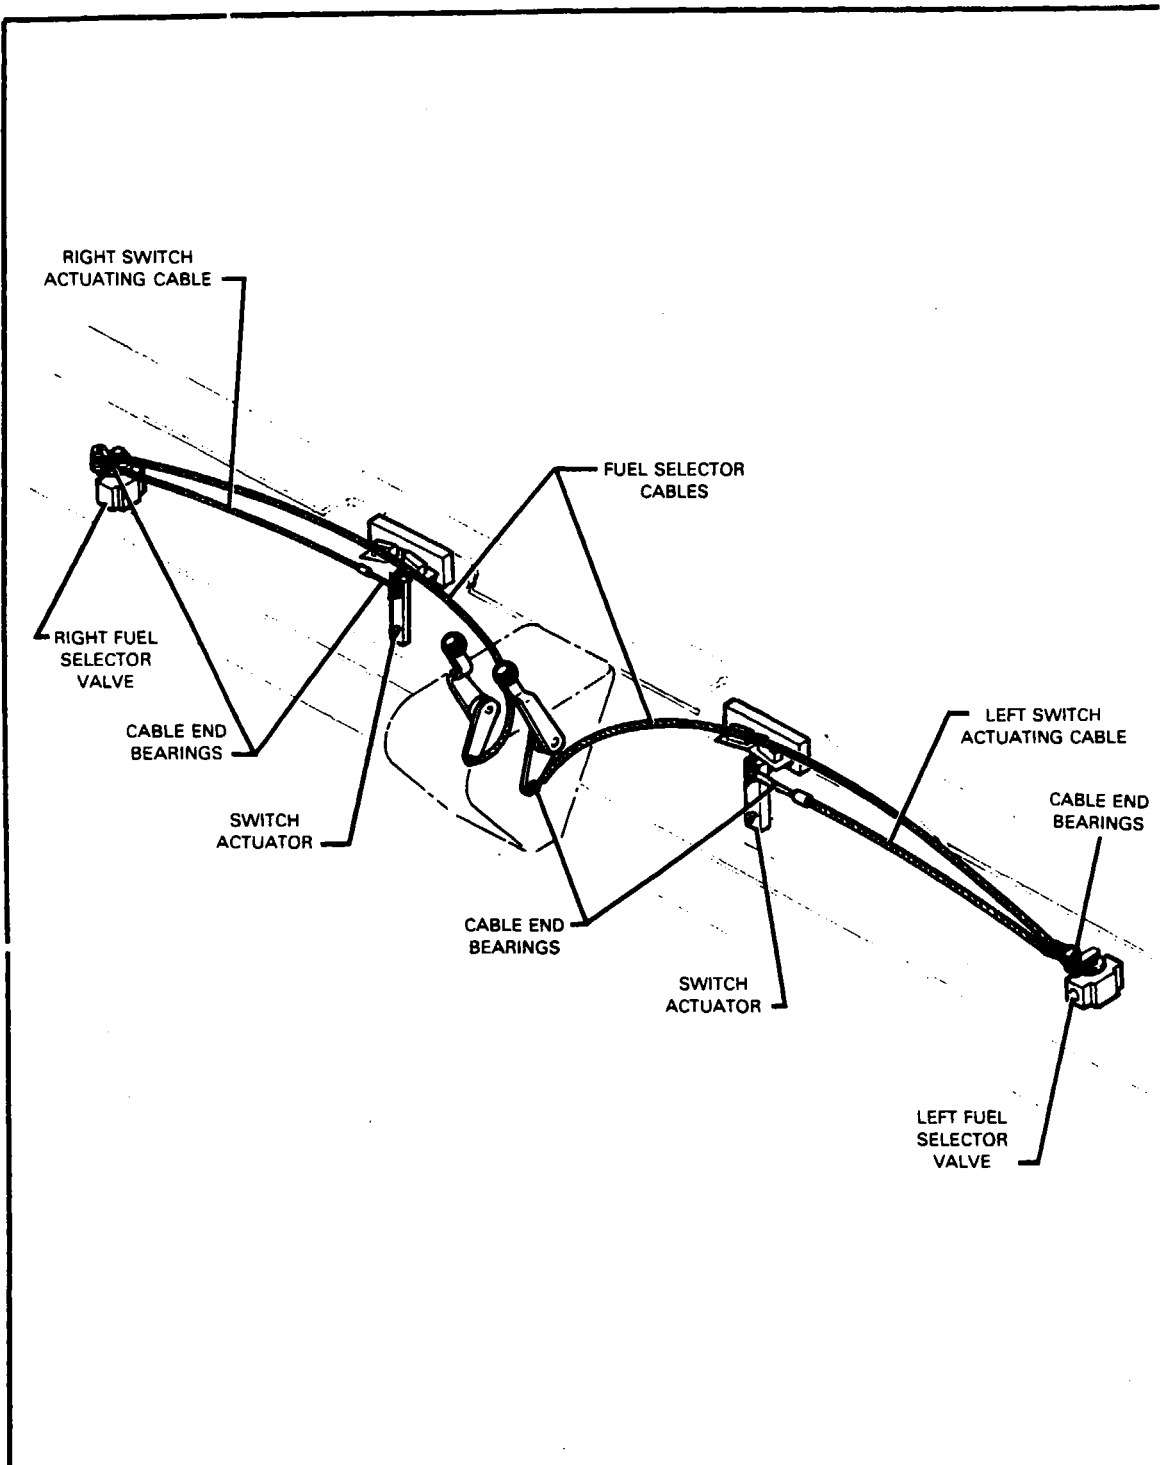 RIGHT SWITCH
ACTUATING CABLE
FUEL SELECTOR
CABLES
RIGHT FUEL
SELECTOR
VALVE
CABLE END
BEARINGS
LEFT SWITCH
ACTUATING CABLE
CABLE END
BEARINGS
SWITCH
ACTUATOR
CABLE END
BEARINGS
SWITCH
ACTUATOR
LEFT FUEL
SELECTOR
VALVE